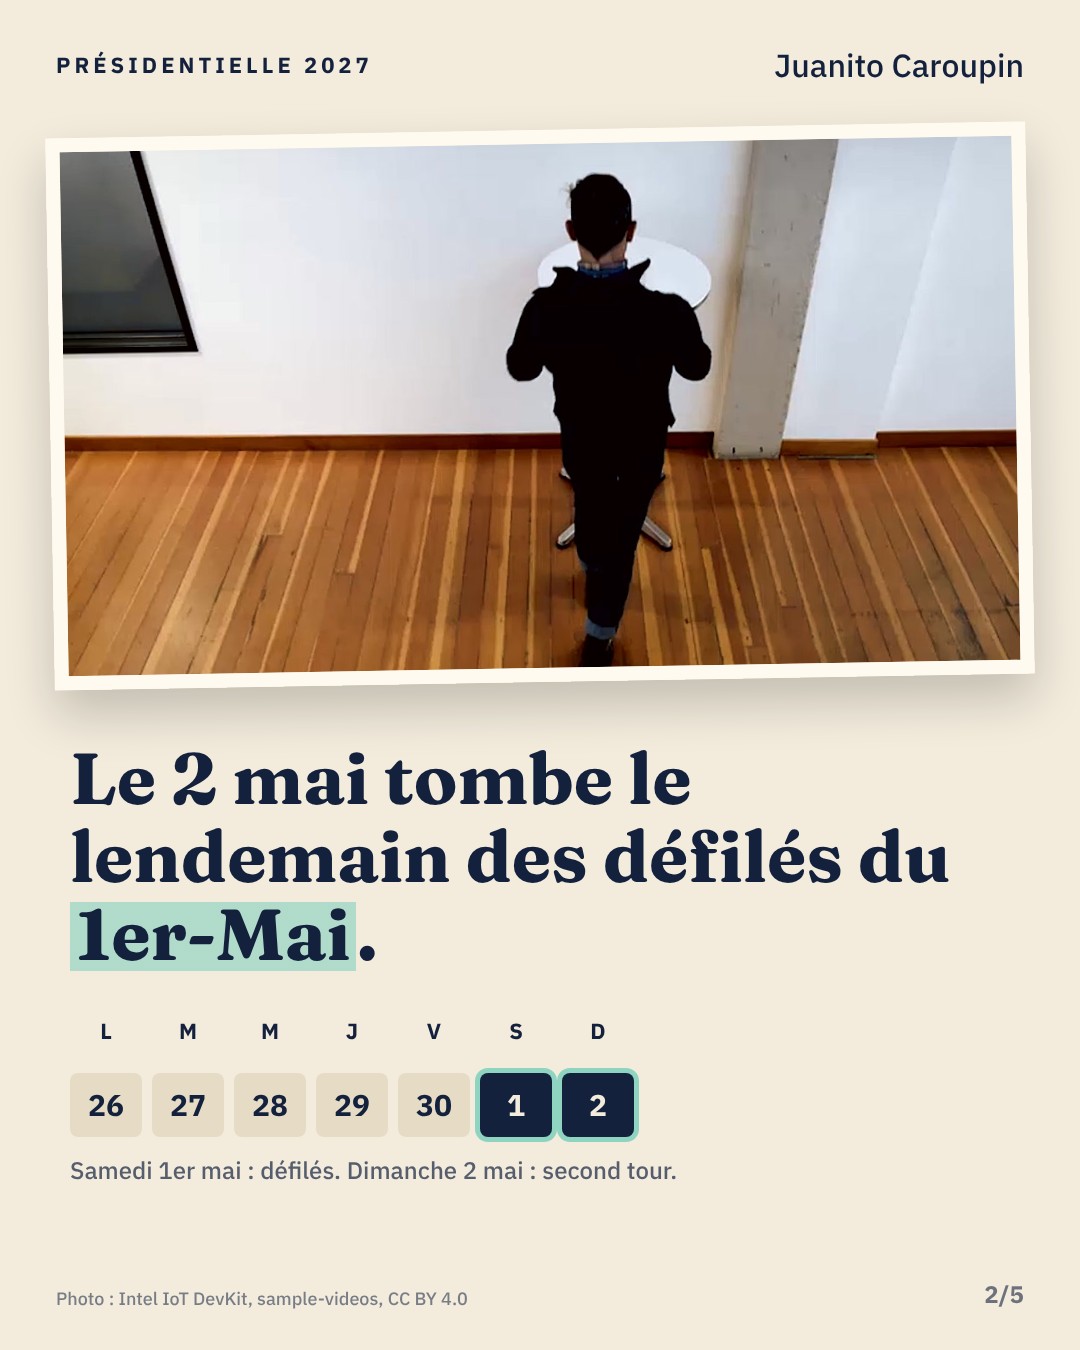 PRÉSIDENTIELLE 2027
Juanito Caroupin
Le 2 mai tombe le
lendemain des défilés du
1er-Mai.
L M M J V S D
26 27 28 29 30 1 2
Samedi 1er mai : défilés. Dimanche 2 mai : second tour.
Photo : Intel IoT DevKit, sample-videos, CC BY 4.0
2/5